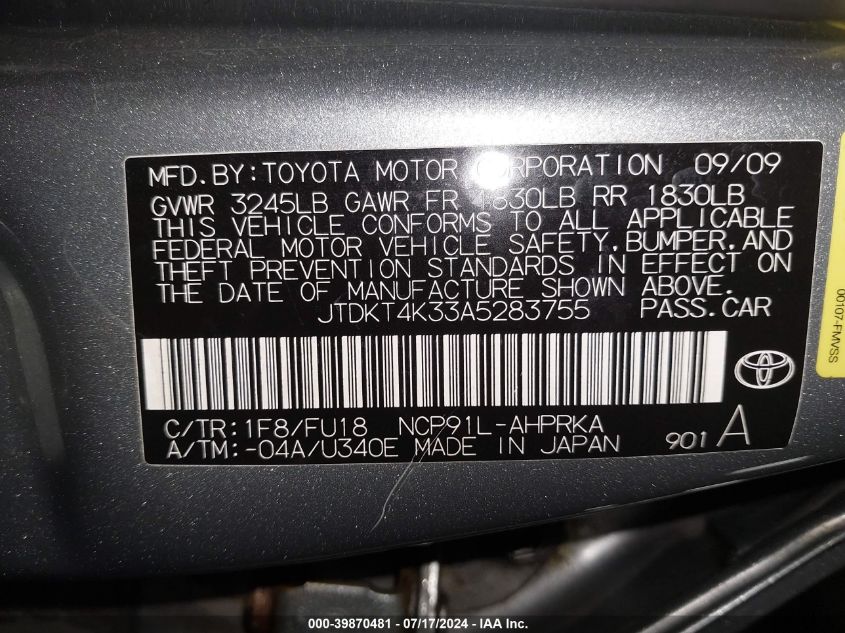 MFD.BY:TOYOTA MOTOR CORPORATION 09/09
GVWR 3245LB GAWR FR 1830LB RR 1830LB
THIS VEHICLE CONFORMS TO ALL APPLICABLE
FEDERAL MOTOR VEHICLE SAFETY,BUMPER,AND
THEFT PREVENTION STANDARDS IN EFFECT ON
THE DATE OF MANUFACTURE SHOWN ABOVE.
JTDKT4K33A5283755 PASS.CAR
C/TR:1F8/FU18 NCP91L-AHPRKA
A/TM:-04A/U340E MADE IN JAPAN 901 A
00107-FMVSS
000-39870481 - 07/17/2024 - IAA Inc.